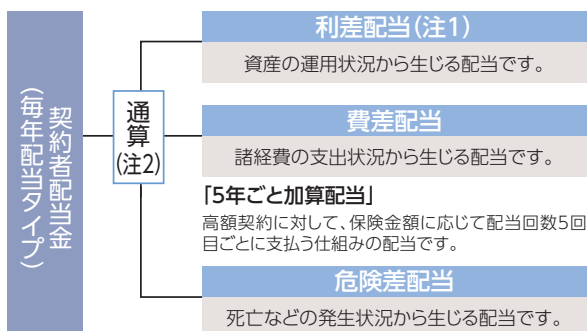 契約者配当金
（毎年配当タイプ）
通算
(注2)
利差配当(注1)
資産の運用状況から生じる配当です。
費差配当
諸経費の支出状況から生じる配当です。
「5年ごと加算配当」
高額契約に対して、保険金額に応じて配当回数5回
目ごとに支払う仕組みの配当です。
危険差配当
死亡などの発生状況から生じる配当です。